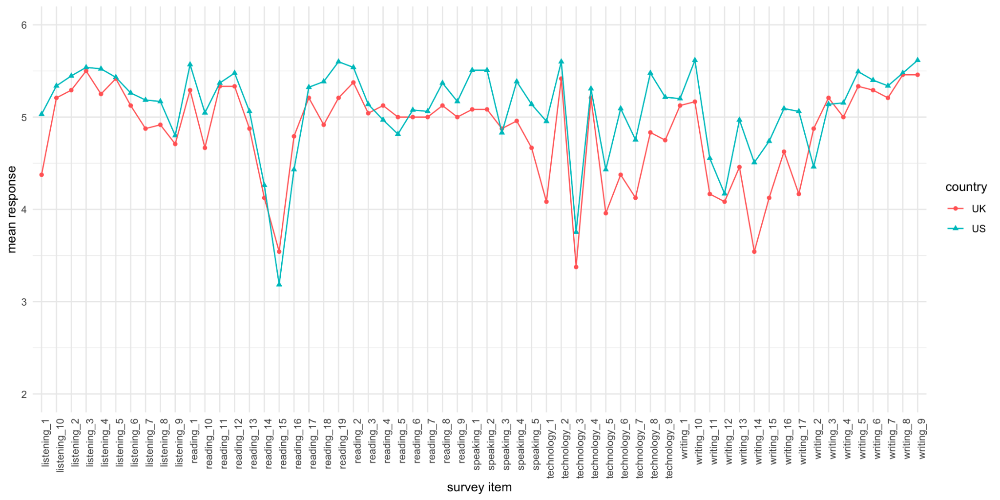 6
5
4
3
2
mean response
listening_1
listening_10
listening_2
listening_3
listening_4
listening_5
listening_6
listening_7
listening_8
listening_9
reading_1
reading_10
reading_11
reading_12
reading_13
reading_14
reading_15
reading_16
reading_17
reading_18
reading_19
reading_2
reading_3
reading_4
reading_5
reading_6
reading_7
reading_8
reading_9
speaking_1
speaking_2
speaking_3
speaking_4
speaking_5
technology_1
technology_2
technology_3
technology_4
technology_5
technology_6
technology_7
technology_8
technology_9
writing_1
writing_10
writing_11
writing_12
writing_13
writing_14
writing_15
writing_16
writing_17
writing_2
writing_3
writing_4
writing_5
writing_6
writing_7
writing_8
writing_9
survey item
country
UK
US